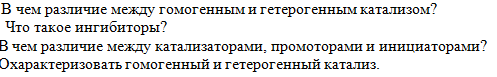 В чем различие между гомогенным и гетерогенным катализом?
Что такое ингибиторы?
В чем различие между катализаторами, промоторами и инициаторами?
Охарактеризовать гомогенный и гетерогенный катализ.